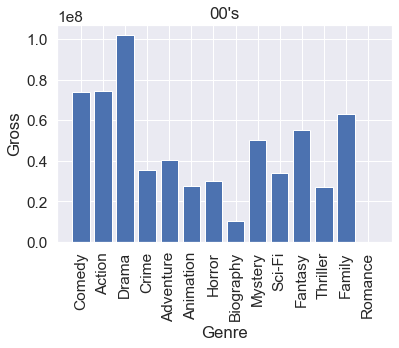 00's
1e8
Gross
1.0
0.8
0.6
0.4
0.2
0.0
Comedy
Action
Drama
Crime
Adventure
Animation
Horror
Biography
Mystery
Sci-Fi
Fantasy
Thriller
Family
Romance
Genre